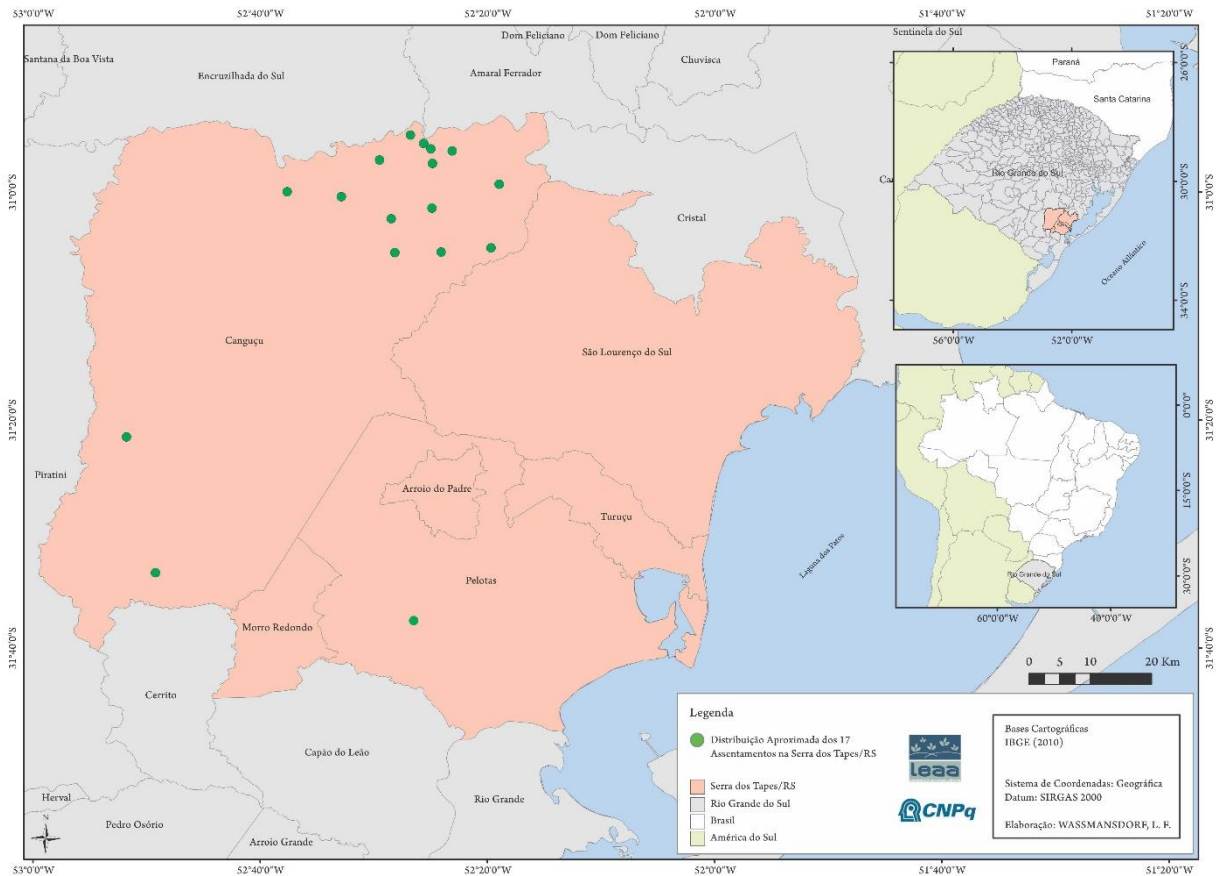 53°0'0"W
52°40'0"W
52°20'0"W
52°0'0"W
51°40'0"W
51°20'0"W
Santana da Boa Vista
Encruzilhada do Sul
Dom Feliciano
Dom Feliciano
Amaral Ferrador
Chuvisca
Sentinela do Sul
31°0'0"S
Cristal
Canguçu
São Lourenço do Sul
31°20'0"S
Piratini
Arroio do Padre
Turuçu
Pelotas
Morro Redondo
Laguna dos Patos
31°40'0"S
Cerrito
Capão do Leão
Rio Grande
Herval
Pedro Osório
Arroio Grande
N
Paraná
Santa Catarina
Rio Grande do Sul
Oceano Atlântico
26°0'0"S
30°0'0"S
34°0'0"S
56°0'0"W
52°0'0"W
31°0'0"S
Rio Grande do Sul
0°0'0"
15°0'0"S
30°0'0"S
60°0'0"W
40°0'0"W
31°20'0"S
31°40'0"S
0 5 10 20 Km
Legenda
Distribuição Aproximada dos 17
Assentamentos na Serra dos Tapes/RS
Serra dos Tapes/RS
Rio Grande do Sul
Brasil
América do Sul
leaa
CNPq
Bases Cartográficas
IBGE (2010)
Sistema de Coordenadas: Geográfica
Datum: SIRGAS 2000
Elaboração: WASSMANSDORF, L. F.
53°0'0"W
52°40'0"W
52°20'0"W
52°0'0"W
51°40'0"W
51°20'0"W